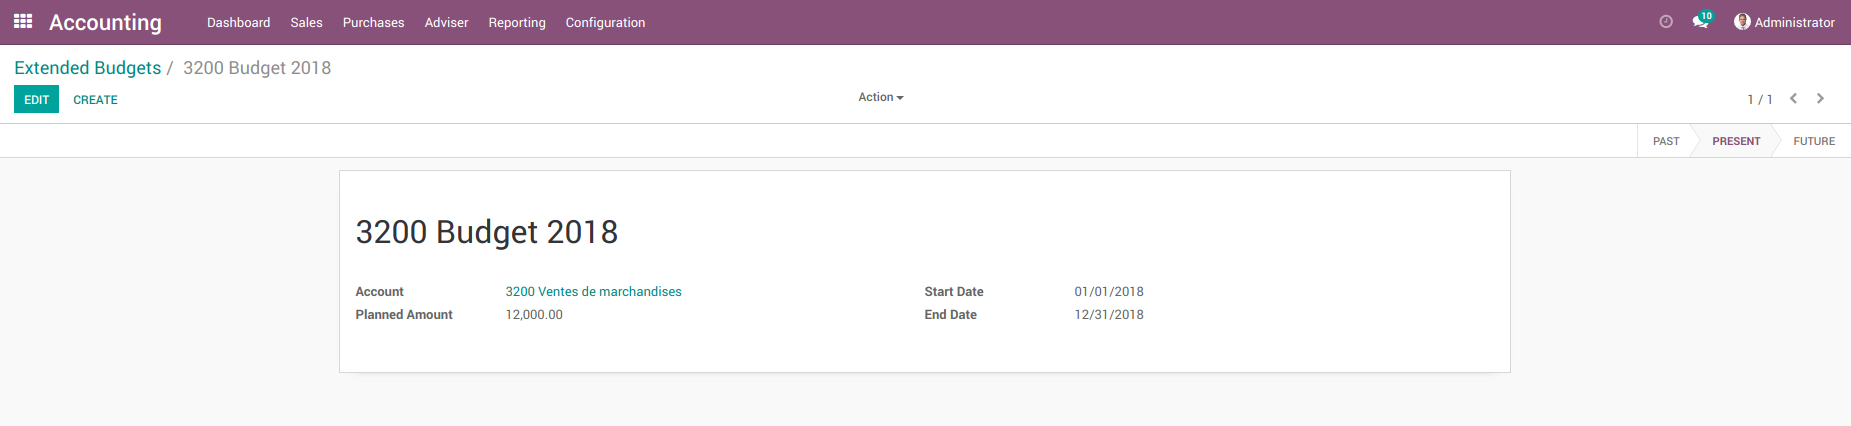 Accounting Dashboard Sales Purchases Adviser Reporting Configuration 10 Administrator
Extended Budgets / 3200 Budget 2018
EDIT CREATE Action 1 / 1
PAST PRESENT FUTURE
3200 Budget 2018
Account 3200 Ventes de marchandises Start Date 01/01/2018
Planned Amount 12,000.00 End Date 12/31/2018